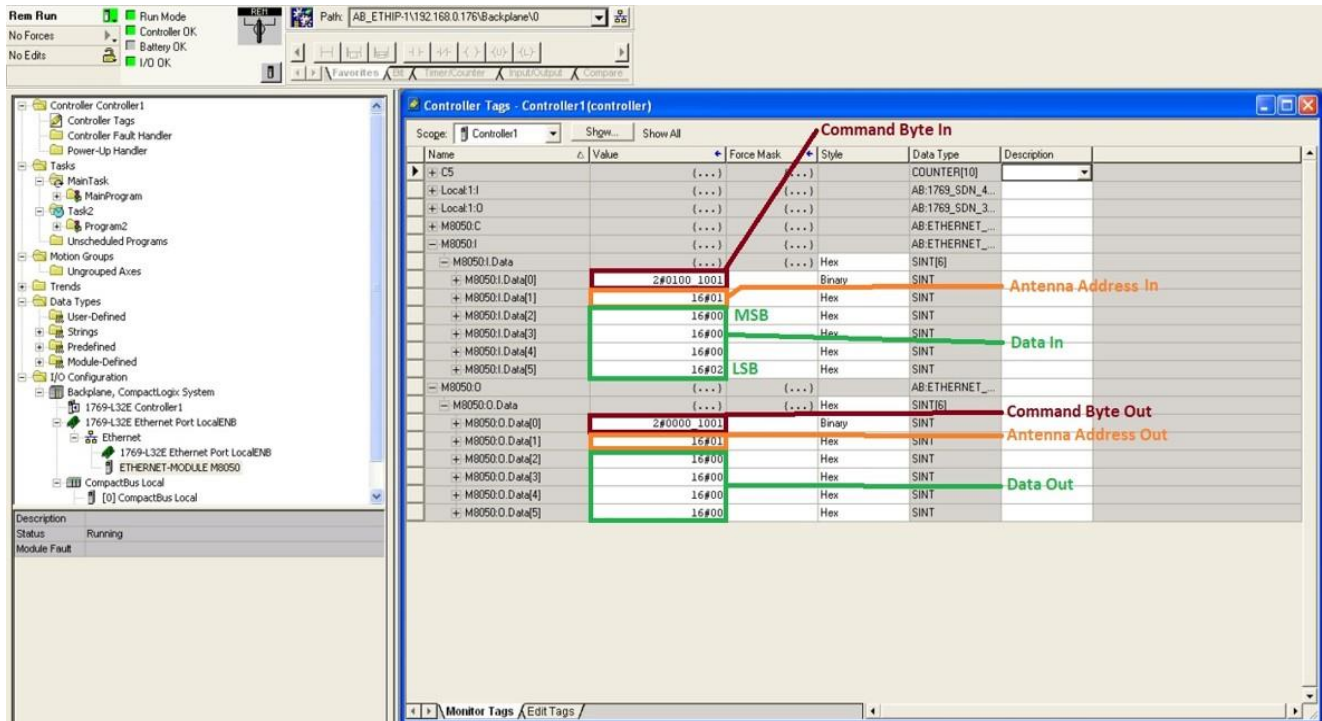 Rem Run
Run Mode
REM
Path: AB_ETHIP-1\192.168.0.176\Backplane\0
No Forces
Controller OK
Battery OK
No Edits
I/O OK
Favorites Bit Timer/Counter Input/Output Compare
Controller Controller1
Controller Tags
Controller Fault Handler
Power-Up Handler
Tasks
MainTask
MainProgram
Task2
Program2
Unscheduled Programs
Motion Groups
Ungrouped Axes
Trends
Data Types
User-Defined
Strings
Predefined
Module-Defined
I/O Configuration
Backplane, CompactLogix System
1769-L32E Controller1
1769-L32E Ethernet Port LocalENB
Ethernet
1769-L32E Ethernet Port LocalENB
ETHERNET-MODULE M8050
CompactBus Local
[0] CompactBus Local
Description
Status Running
Module Fault
Controller Tags - Controller1(controller)
Scope: Controller1 Show... Show All
Command Byte In
Name Value Force Mask Style Data Type Description
C5 {...} {...} COUNTER[10]
Local:1:I {...} {...} AB:1769_SDN_4...
Local:1:O {...} {...} AB:1769_SDN_3...
M8050:C {...} {...} AB:ETHERNET_...
M8050:I {...} {...} AB:ETHERNET_...
M8050:I.Data {...} {...} Hex SINT[6]
M8050:I.Data[0] 2#0100_1001 Binary SINT
Antenna Address In
M8050:I.Data[1] 16#01 Hex SINT
M8050:I.Data[2] 16#00 MSB Hex SINT
M8050:I.Data[3] 16#00 Hex SINT
Data In
M8050:I.Data[4] 16#00 Hex SINT
M8050:I.Data[5] 16#02 LSB Hex SINT
M8050:O {...} {...} AB:ETHERNET_...
M8050:O.Data {...} {...} Hex SINT[6]
Command Byte Out
M8050:O.Data[0] 2#0000_1001 Binary SINT
Antenna Address Out
M8050:O.Data[1] 16#01 Hex SINT
M8050:O.Data[2] 16#00 Hex SINT
M8050:O.Data[3] 16#00 Hex SINT
Data Out
M8050:O.Data[4] 16#00 Hex SINT
M8050:O.Data[5] 16#00 Hex SINT
Monitor Tags Edit Tags